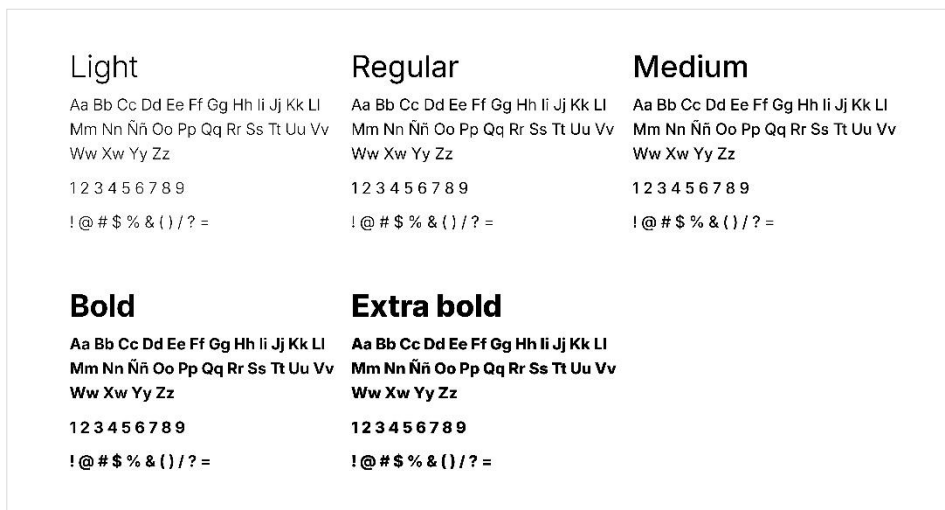 Light
Aa Bb Cc Dd Ee Ff Gg Hh Ii Jj Kk Ll
Mm Nn Ññ Oo Pp Qq Rr Ss Tt Uu Vv
Ww Xw Yy Zz
1 2 3 4 5 6 7 8 9
! @ # $ % & ( ) / ? =
Regular
Aa Bb Cc Dd Ee Ff Gg Hh Ii Jj Kk Ll
Mm Nn Ññ Oo Pp Qq Rr Ss Tt Uu Vv
Ww Xw Yy Zz
1 2 3 4 5 6 7 8 9
! @ # $ % & ( ) / ? =
Medium
Aa Bb Cc Dd Ee Ff Gg Hh Ii Jj Kk Ll
Mm Nn Ññ Oo Pp Qq Rr Ss Tt Uu Vv
Ww Xw Yy Zz
1 2 3 4 5 6 7 8 9
! @ # $ % & ( ) / ? =
Bold
Aa Bb Cc Dd Ee Ff Gg Hh Ii Jj Kk Ll
Mm Nn Ññ Oo Pp Qq Rr Ss Tt Uu Vv
Ww Xw Yy Zz
1 2 3 4 5 6 7 8 9
! @ # $ % & ( ) / ? =
Extra bold
Aa Bb Cc Dd Ee Ff Gg Hh Ii Jj Kk Ll
Mm Nn Ññ Oo Pp Qq Rr Ss Tt Uu Vv
Ww Xw Yy Zz
1 2 3 4 5 6 7 8 9
! @ # $ % & ( ) / ? =